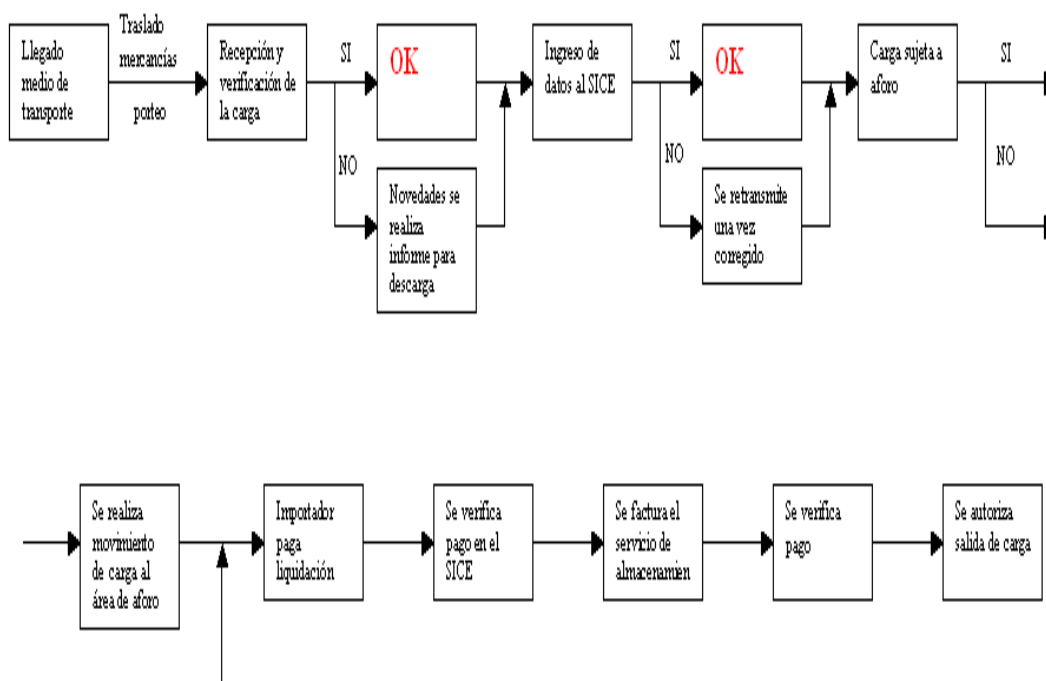 Llegado
medio de
transporte
Traslado
mercancías
porteo
Recepción y
verificación de
la carga
SI
NO
OK
Novedades se
realiza
informe para
descarga
Ingreso de
datos al SICE
SI
NO
OK
Se retransmite
una vez
corregido
Carga sujeta a
aforo
SI
NO
Se realiza
movimiento
de carga al
área de aforo
Importador
paga
liquidación
Se verifica
pago en el
SICE
Se factura el
servicio de
almacenamien
Se verifica
pago
Se autoriza
salida de carga